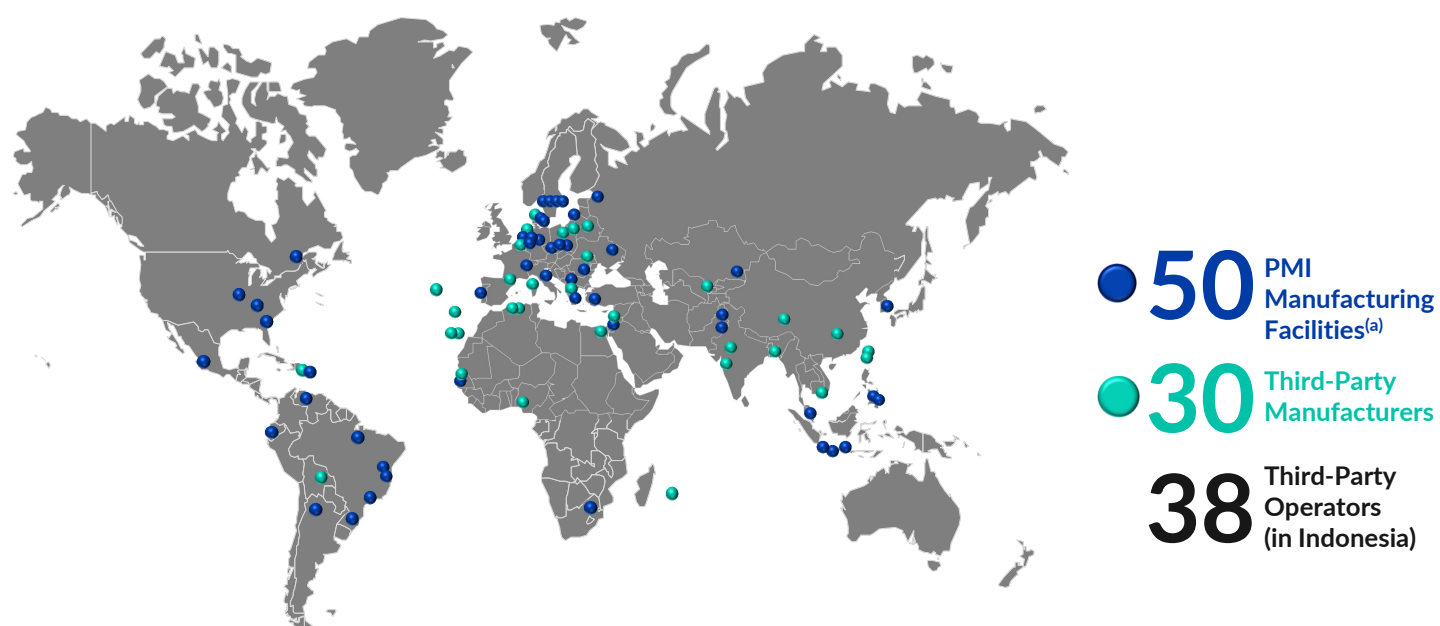 50
PMI
Manufacturing
Facilities(a)
30
Third-Party
Manufacturers
38
Third-Party
Operators
(in Indonesia)